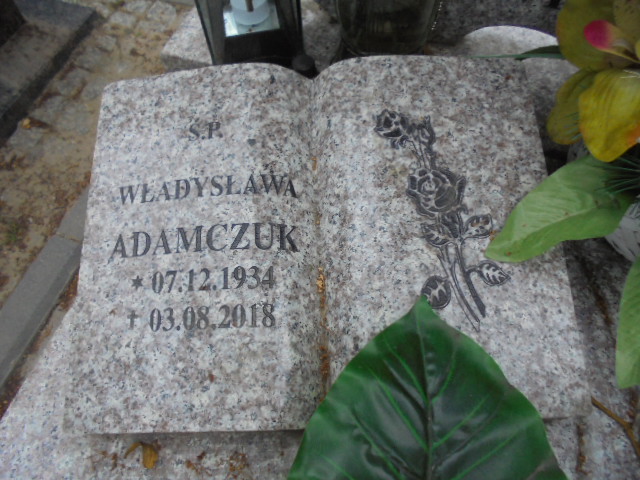 Ś.P.
WŁADYSŁAWA
ADAMCZUK
* 07.12.1934
† 03.08.2018